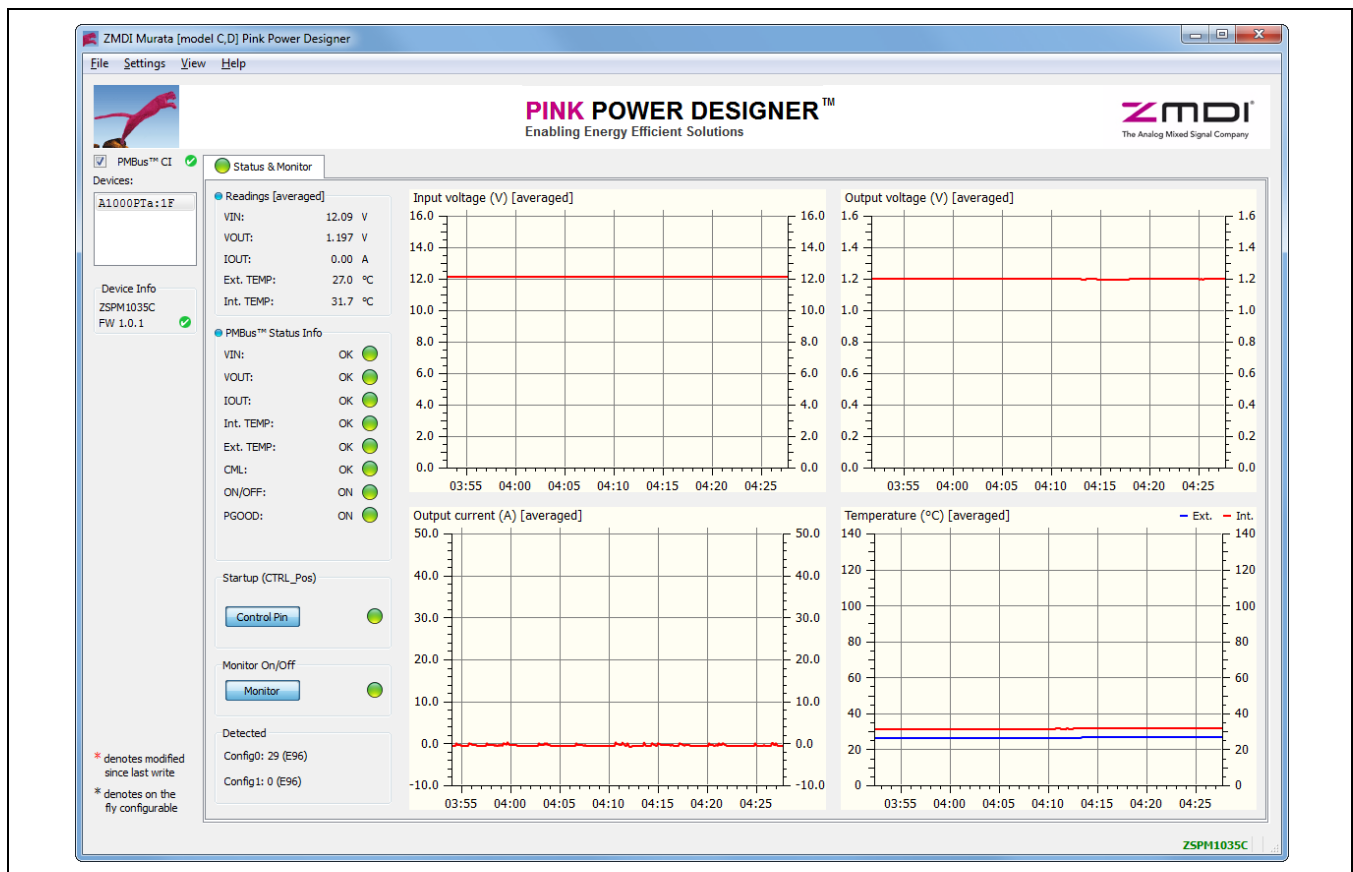 ZMDI Murata [model C,D] Pink Power Designer
File Settings View Help
PINK POWER DESIGNER™
Enabling Energy Efficient Solutions
ZMDI®
The Analog Mixed Signal Company
PMBus™ CI
Devices:
A1000PTa:1F
Device Info
ZSPM1035C
FW 1.0.1
* denotes modified
since last write
* denotes on the
fly configurable
Status & Monitor
Readings [averaged]
VIN: 12.09 V
VOUT: 1.197 V
IOUT: 0.00 A
Ext. TEMP: 27.0 ºC
Int. TEMP: 31.7 ºC
PMBus™ Status Info
VIN: OK
VOUT: OK
IOUT: OK
Int. TEMP: OK
Ext. TEMP: OK
CML: OK
ON/OFF: ON
PGOOD: ON
Startup (CTRL_Pos)
Control Pin
Monitor On/Off
Monitor
Detected
Config0: 29 (E96)
Config1: 0 (E96)
Input voltage (V) [averaged]
16.0 16.0
14.0 14.0
12.0 12.0
10.0 10.0
8.0 8.0
6.0 6.0
4.0 4.0
2.0 2.0
0.0 0.0
03:55 04:00 04:05 04:10 04:15 04:20 04:25
Output voltage (V) [averaged]
1.6 1.6
1.4 1.4
1.2 1.2
1.0 1.0
0.8 0.8
0.6 0.6
0.4 0.4
0.2 0.2
0.0 0.0
03:55 04:00 04:05 04:10 04:15 04:20 04:25
Output current (A) [averaged]
50.0 50.0
40.0 40.0
30.0 30.0
20.0 20.0
10.0 10.0
0.0 0.0
-10.0 -10.0
03:55 04:00 04:05 04:10 04:15 04:20 04:25
Temperature (ºC) [averaged]
Ext. Int.
140 140
120 120
100 100
80 80
60 60
40 40
20 20
0 0
03:55 04:00 04:05 04:10 04:15 04:20 04:25
ZSPM1035C